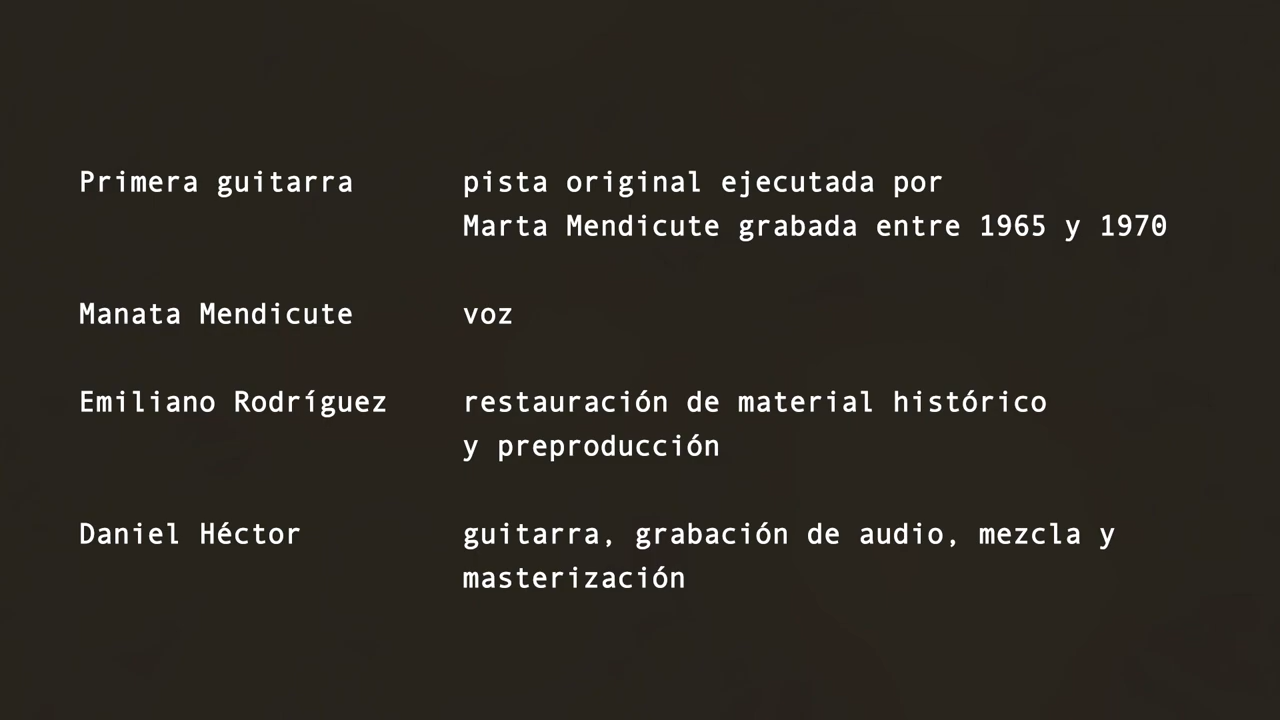 Primera guitarra pista original ejecutada por
Marta Mendicute grabada entre 1965 y 1970
Manata Mendicute voz
Emiliano Rodríguez restauración de material histórico
y preproducción
Daniel Héctor guitarra, grabación de audio, mezcla y
masterización